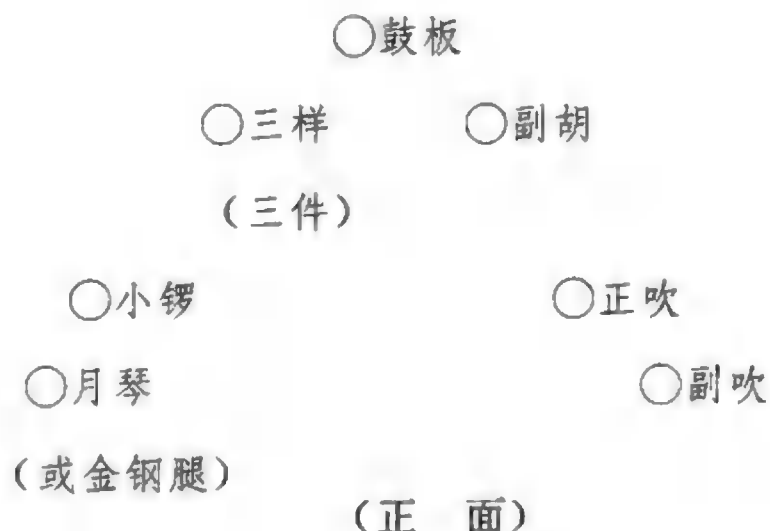 ○鼓板
○三样 ○副胡
（三件）
○小锣 ○正吹
○月琴 ○副吹
（或金钢腿）
（正 面）